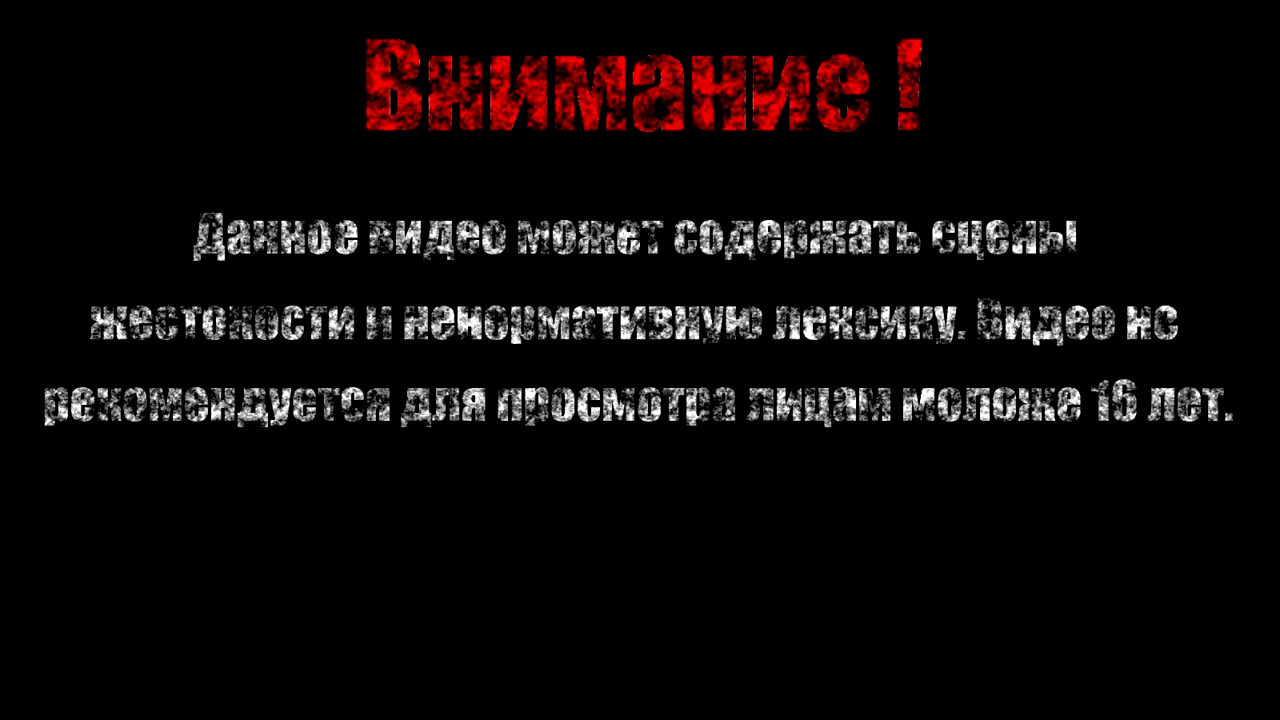 Внимание !
Данное видео может содержать сцены
жестокости и ненормативную лексику. Видео не
рекомендуется для просмотра лицам моложе 16 лет.